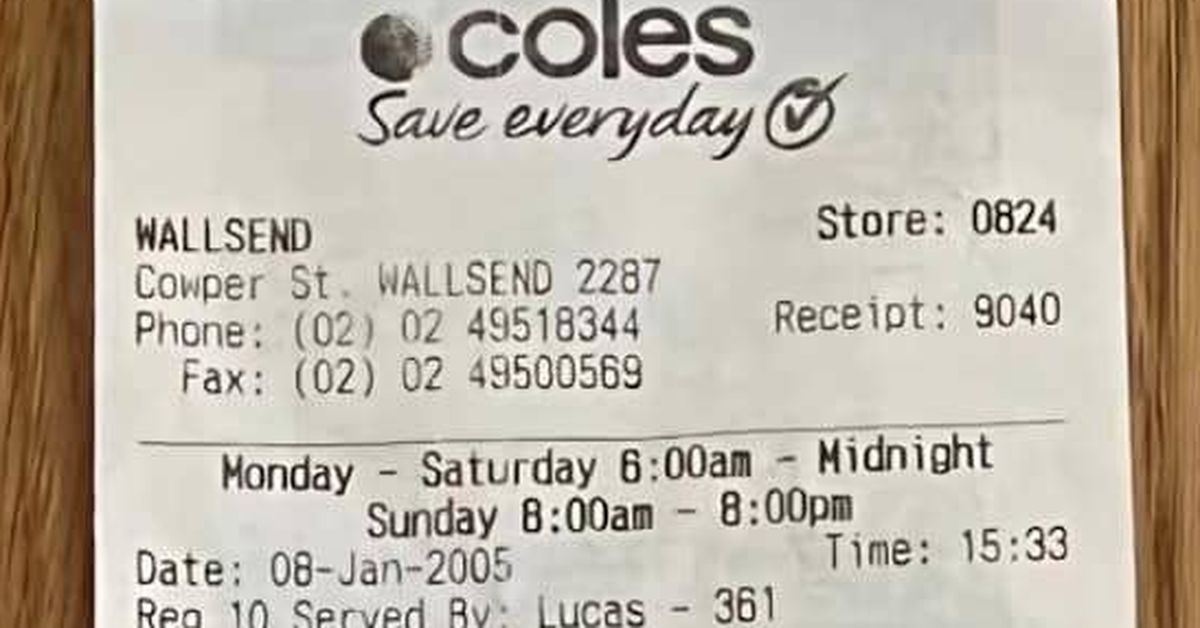 coles
Save everyday
WALLSEND
Store: 0824
Cowper St. WALLSEND 2287
Phone: (02) 02 49518344
Receipt: 9040
Fax: (02) 02 49500569
Monday - Saturday 6:00am - Midnight
Sunday 8:00am - 8:00pm
Time: 15:33
Date: 08-Jan-2005
Reg 10 Served By: Lucas - 361